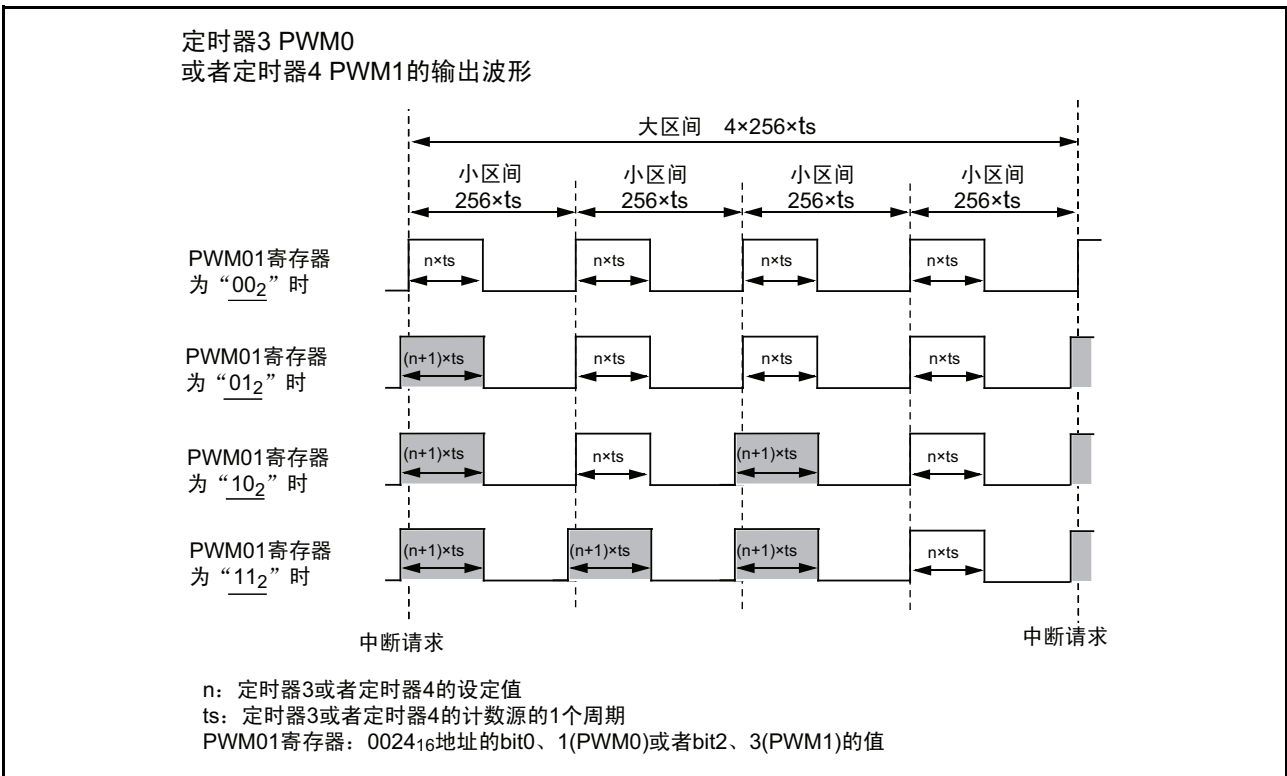 定时器3 PWM0
或者定时器4 PWM1的输出波形
大区间 4×256×ts
小区间 小区间 小区间 小区间
256×ts 256×ts 256×ts 256×ts
PWM01寄存器
为“00₂”时
n×ts n×ts n×ts n×ts
PWM01寄存器
为“01₂”时
(n+1)×ts n×ts n×ts n×ts
PWM01寄存器
为“10₂”时
(n+1)×ts n×ts (n+1)×ts n×ts
PWM01寄存器
为“11₂”时
(n+1)×ts (n+1)×ts (n+1)×ts n×ts
中断请求 中断请求
n：定时器3或者定时器4的设定值
ts：定时器3或者定时器4的计数源的1个周期
PWM01寄存器：0024₁₆地址的bit0、1(PWM0)或者bit2、3(PWM1)的值